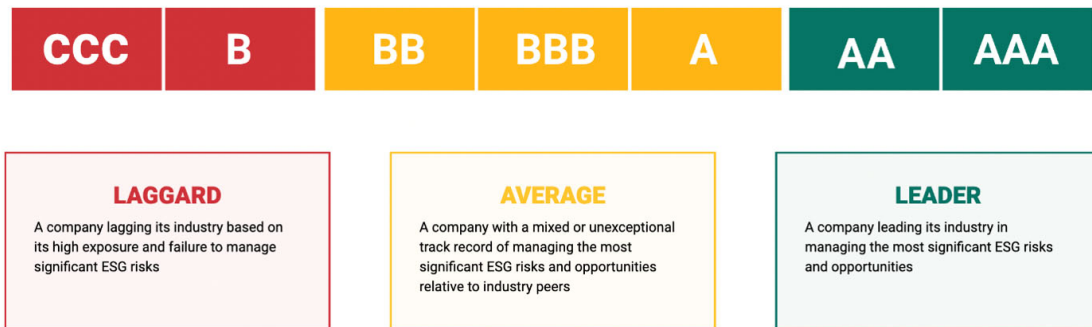 CCC B BB BBB A AA AAA
LAGGARD
A company lagging its industry based on
its high exposure and failure to manage
significant ESG risks
AVERAGE
A company with a mixed or unexceptional
track record of managing the most
significant ESG risks and opportunities
relative to industry peers
LEADER
A company leading its industry in
managing the most significant ESG risks
and opportunities